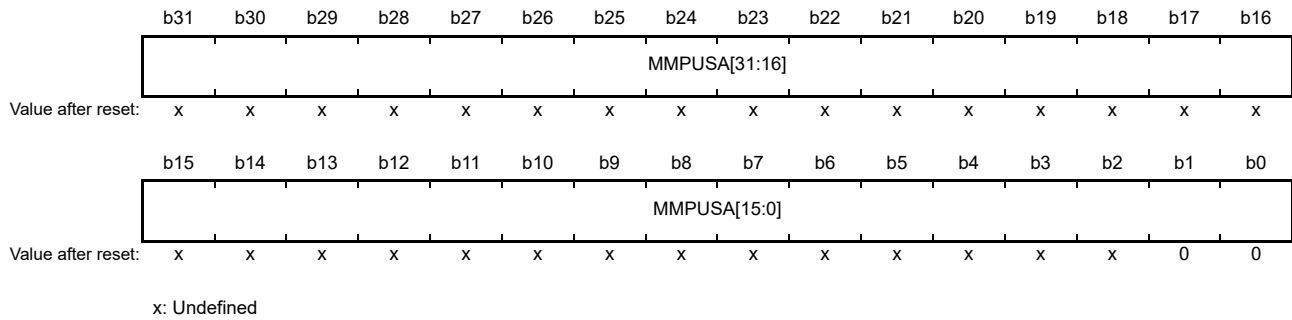 b31 b30 b29 b28 b27 b26 b25 b24 b23 b22 b21 b20 b19 b18 b17 b16
MMPUSA[31:16]
Value after reset: x x x x x x x x x x x x x x x x
b15 b14 b13 b12 b11 b10 b9 b8 b7 b6 b5 b4 b3 b2 b1 b0
MMPUSA[15:0]
Value after reset: x x x x x x x x x x x x x x 0 0
x: Undefined